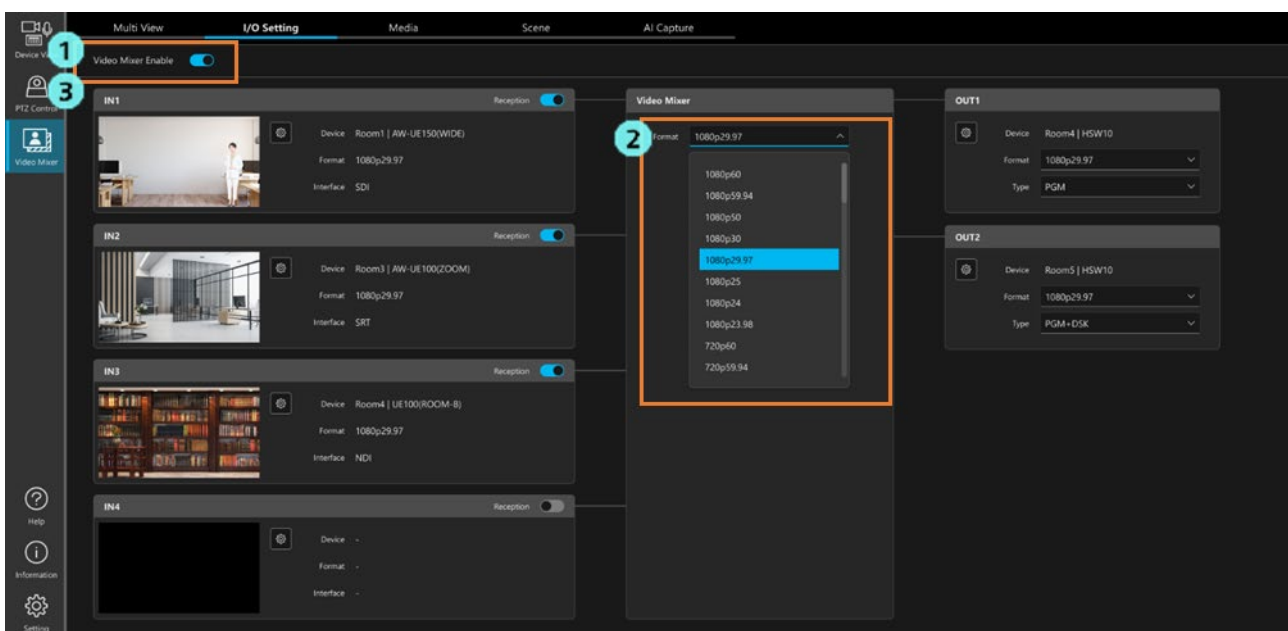 Multi View
I/O Setting
Media
Scene
AI Capture
Device Vi
1
Video Mixer Enable
3
PTZ Control
Video Mixer
Help
Information
Setting
IN1
Reception
Device Room1 | AW-UE150(WIDE)
Format 1080p29.97
Interface SDI
IN2
Reception
Device Room3 | AW-UE100(ZOOM)
Format 1080p29.97
Interface SRT
IN3
Reception
Device Room4 | UE100(ROOM-B)
Format 1080p29.97
Interface NDI
IN4
Reception
Device -
Format -
Interface -
Video Mixer
2
Format 1080p29.97
1080p60
1080p59.94
1080p50
1080p30
1080p29.97
1080p25
1080p24
1080p23.98
720p60
720p59.94
OUT1
Device Room4 | HSW10
Format 1080p29.97
Type PGM
OUT2
Device Room5 | HSW10
Format 1080p29.97
Type PGM+DSK